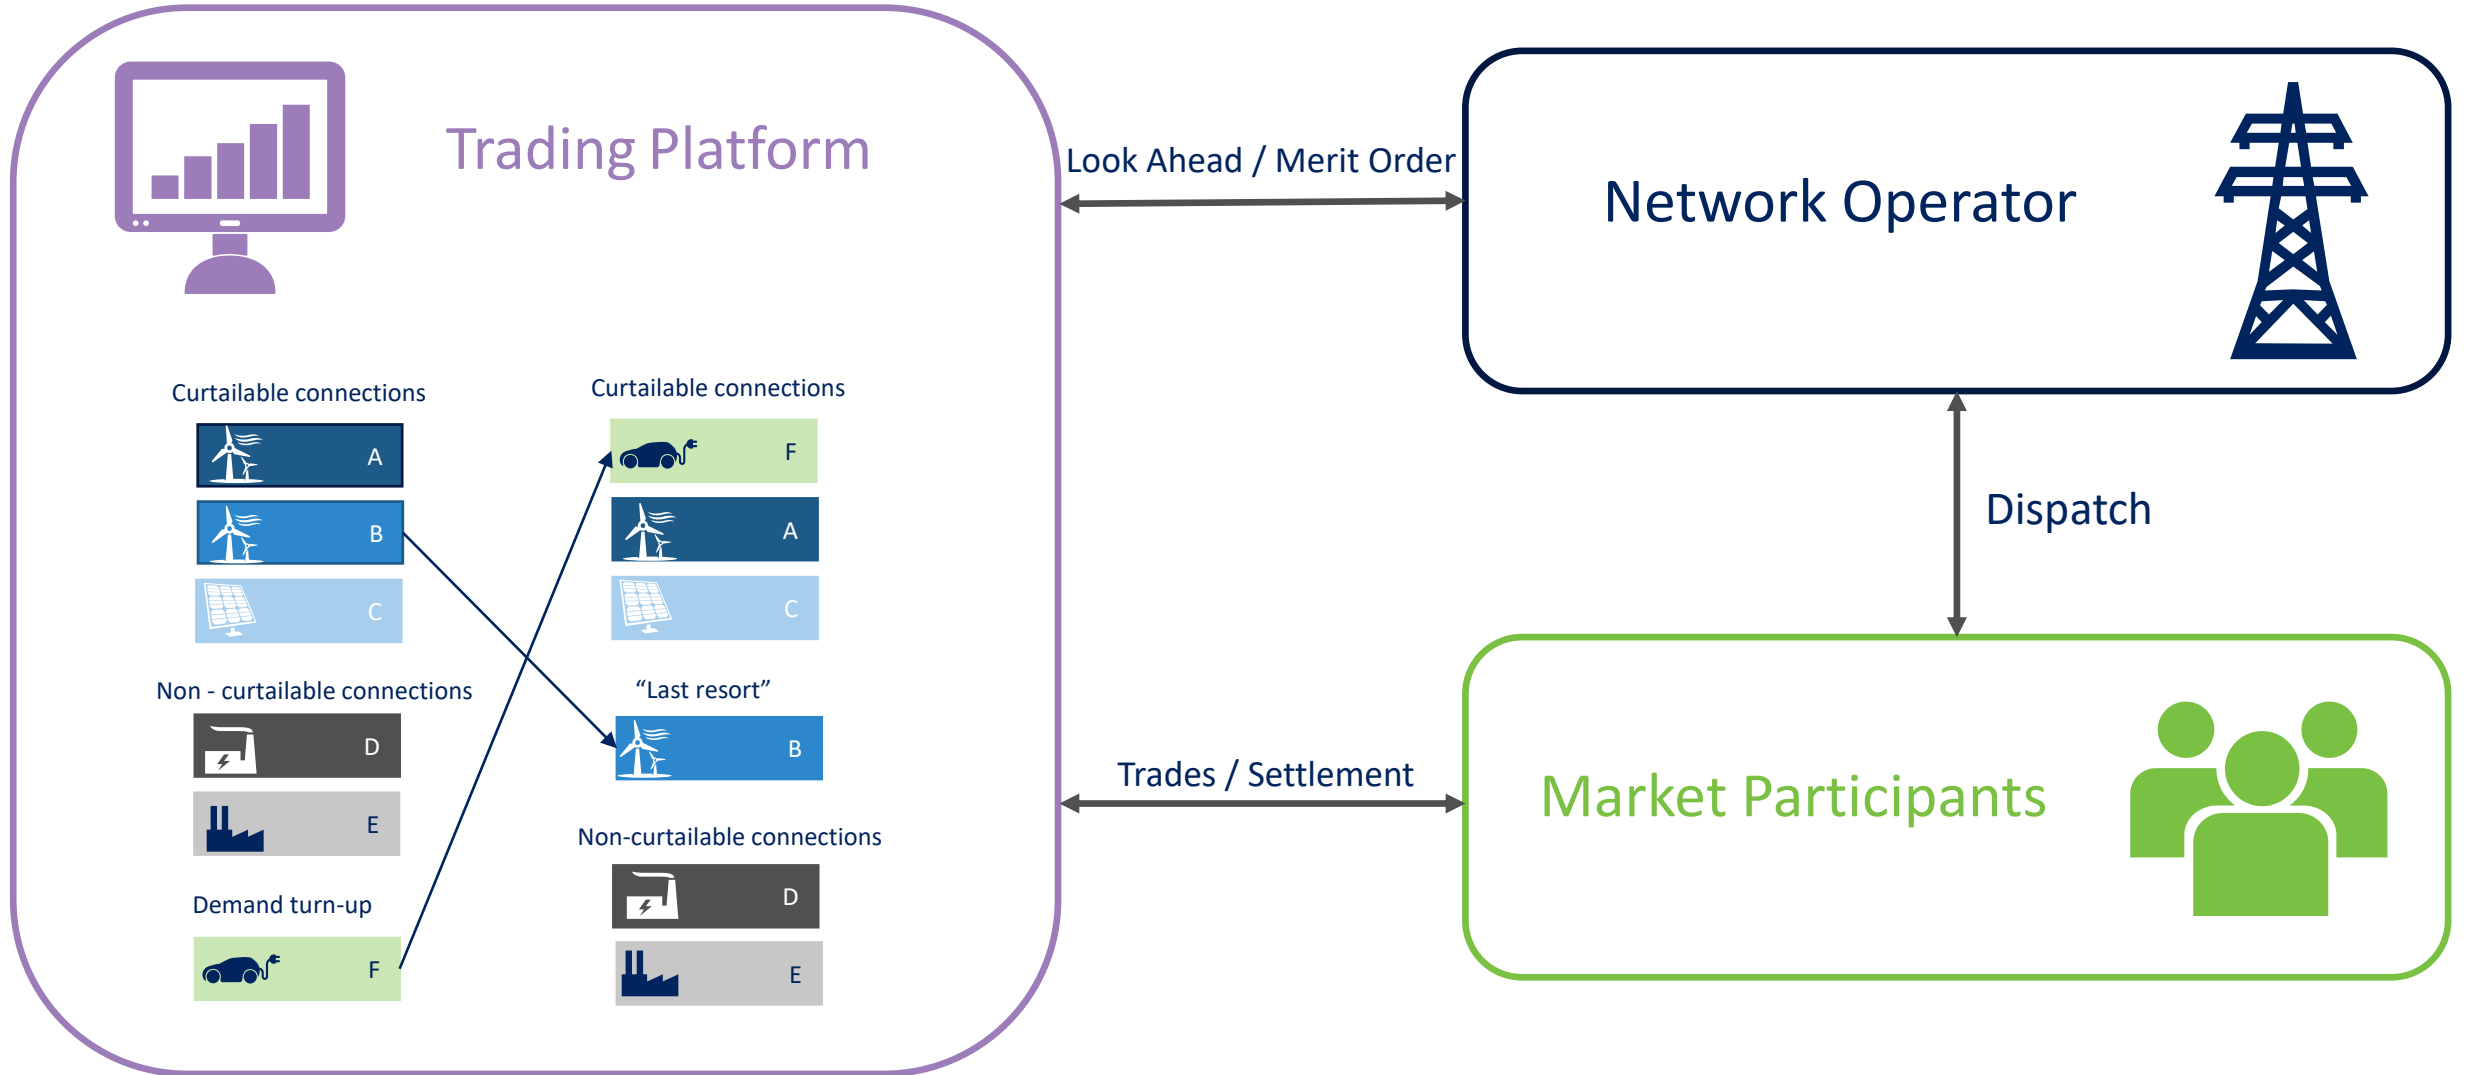 Trading Platform
Look Ahead / Merit Order
Network Operator
Curtailable connections
A
B
C
Non - curtailable connections
D
E
Demand turn-up
F
Curtailable connections
F
A
C
“Last resort”
B
Non-curtailable connections
D
E
Dispatch
Trades / Settlement
Market Participants